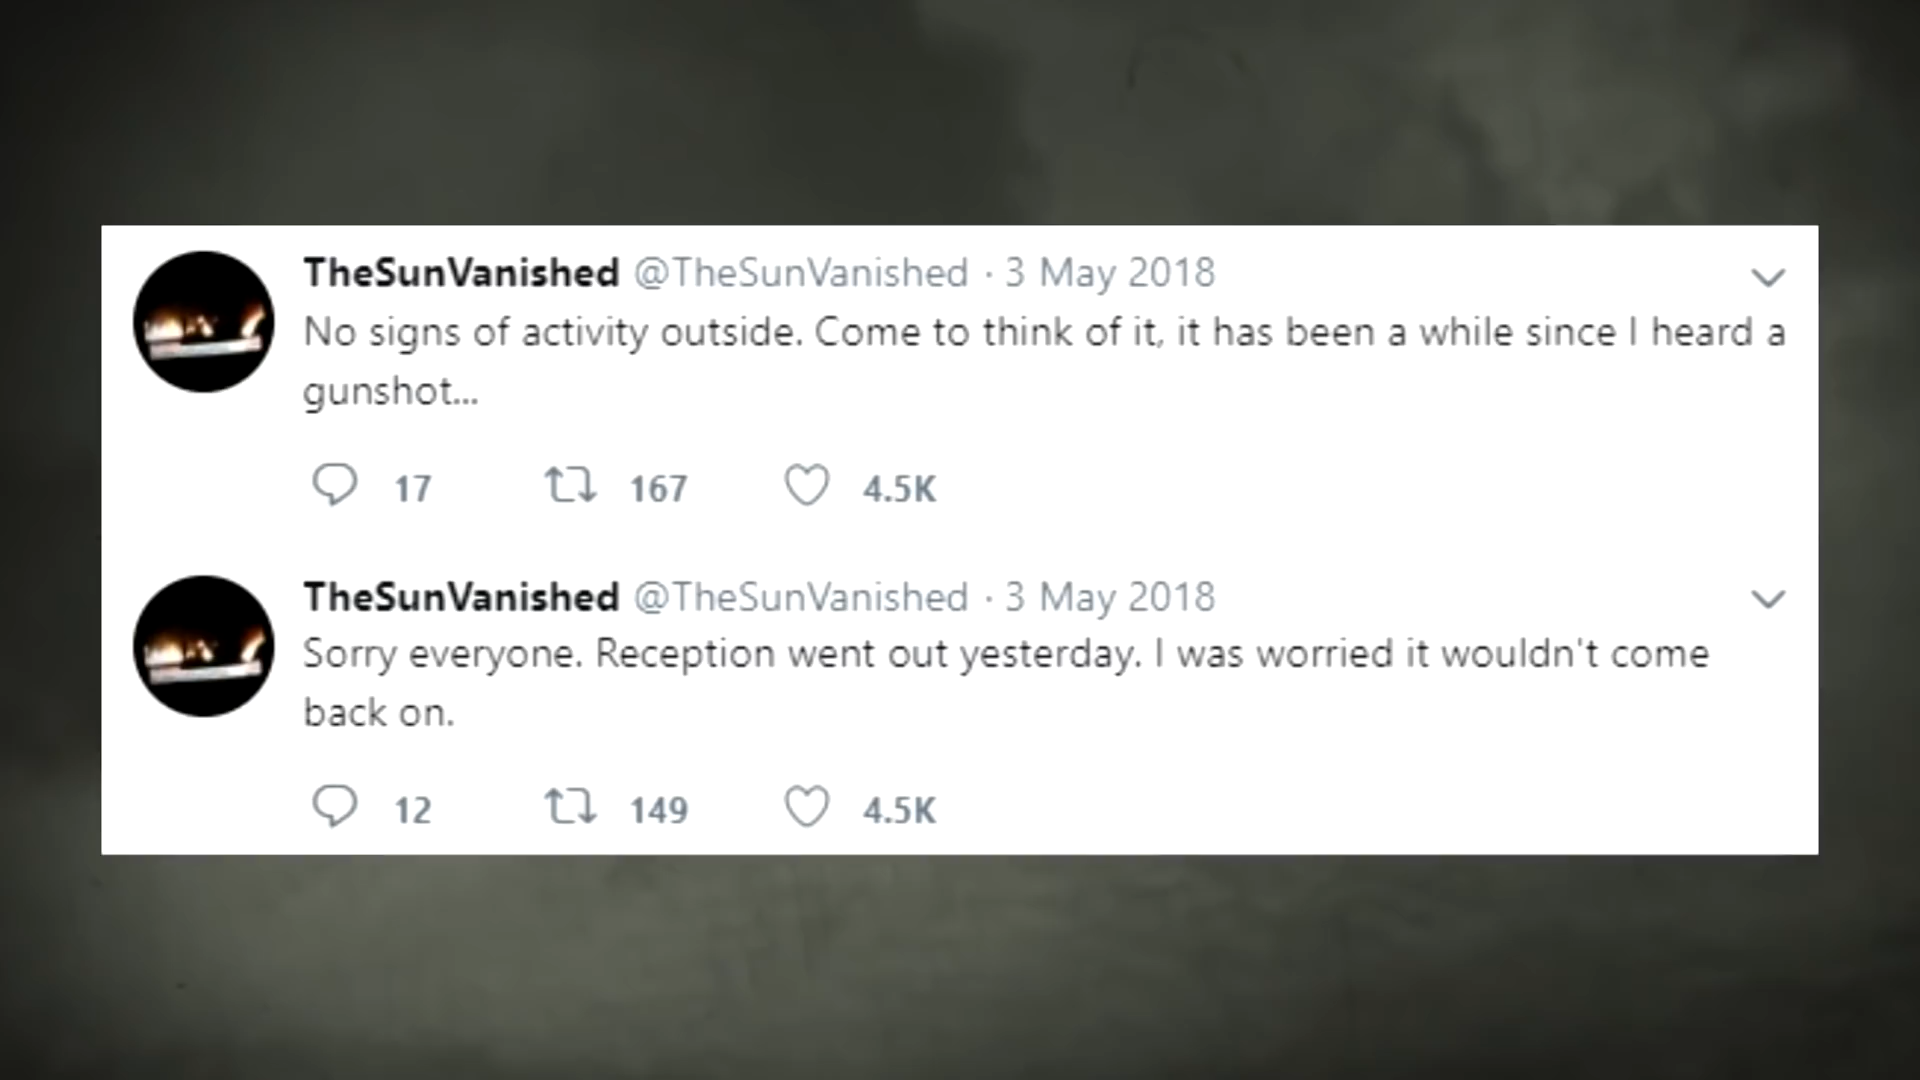 TheSunVanished @TheSunVanished · 3 May 2018
No signs of activity outside. Come to think of it, it has been a while since I heard a
gunshot...
17 167 4.5K
TheSunVanished @TheSunVanished · 3 May 2018
Sorry everyone. Reception went out yesterday. I was worried it wouldn't come
back on.
12 149 4.5K